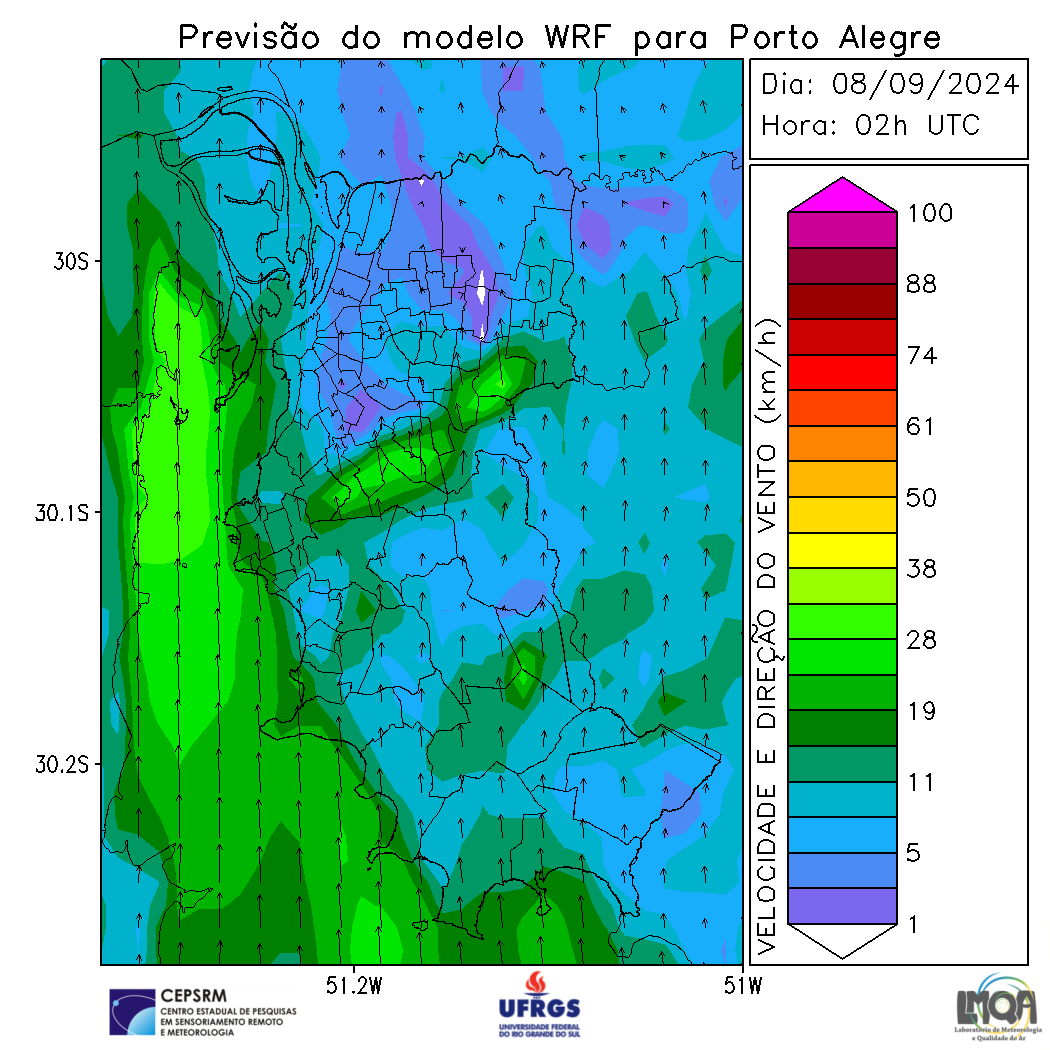 Previsão do modelo WRF para Porto Alegre
Dia: 08/09/2024
Hora: 02h UTC
30S
30.1S
30.2S
51.2W
51W
VELOCIDADE E DIREÇÃO DO VENTO (km/h)
100
88
74
61
50
38
28
19
11
5
1
CEPSRM
CENTRO ESTADUAL DE PESQUISAS
EM SENSORIAMENTO REMOTO
E METEOROLOGIA
UFRGS
UNIVERSIDADE FEDERAL
DO RIO GRANDE DO SUL
LMQA
Laboratório de Meteorologia
e Qualidade do Ar